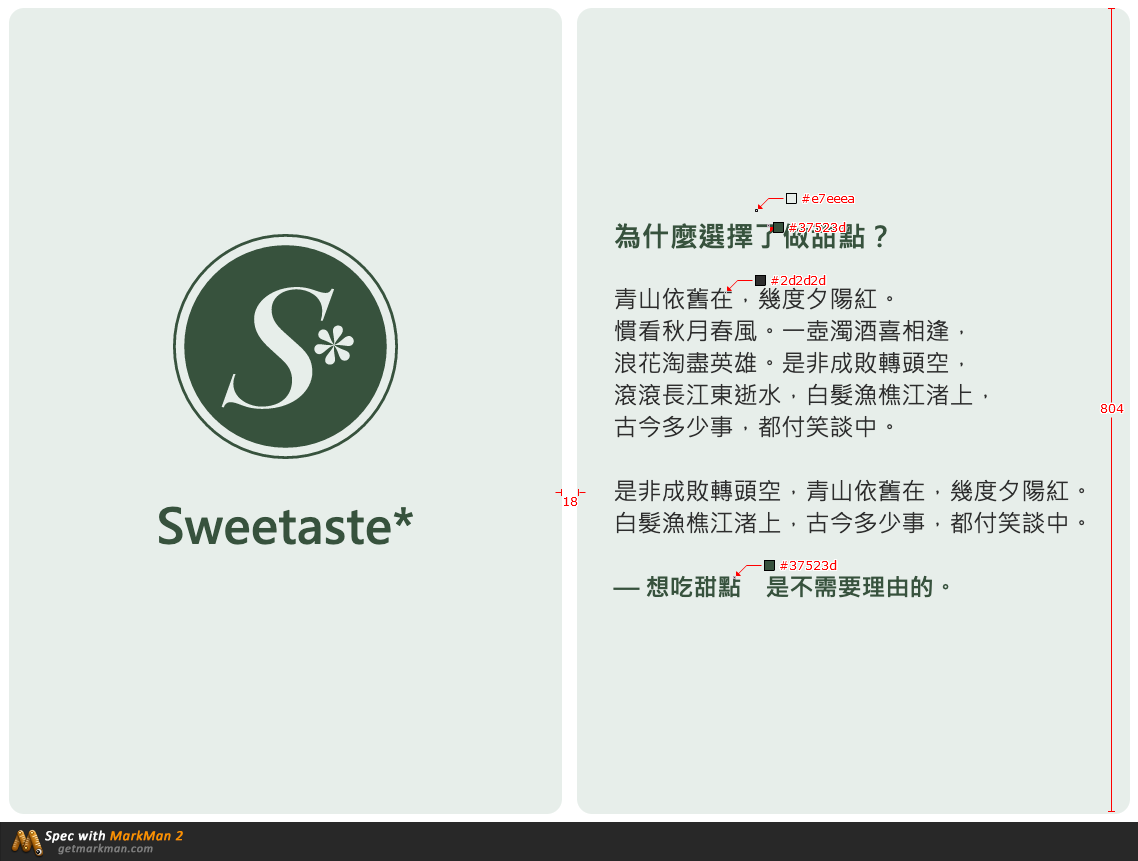 S*
Sweetaste*
#e7eeea
#37523d
為什麼選擇了做甜點？
#2d2d2d
青山依舊在，幾度夕陽紅。
慣看秋月春風。一壺濁酒喜相逢，
浪花淘盡英雄。是非成敗轉頭空，
滾滾長江東逝水，白髮漁樵江渚上，
古今多少事，都付笑談中。
804
18
是非成敗轉頭空，青山依舊在，幾度夕陽紅。
白髮漁樵江渚上，古今多少事，都付笑談中。
#37523d
— 想吃甜點　是不需要理由的。
Spec with MarkMan 2
getmarkman.com